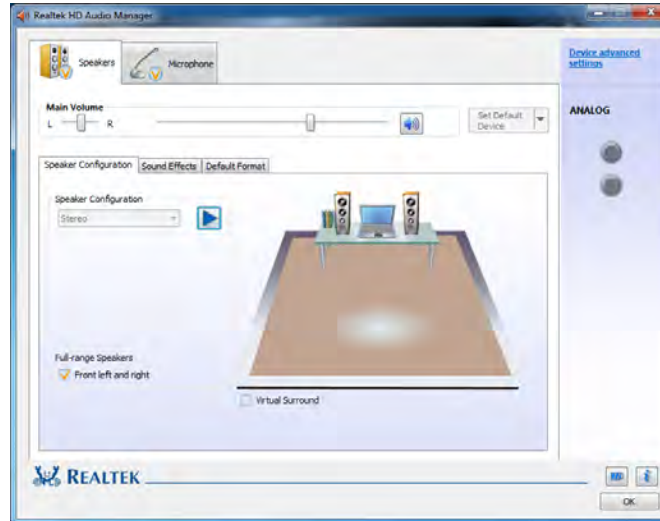 Realtek HD Audio Manager
Speakers
Microphone
Device advanced
settings
Main Volume
L
R
Set Default
Device
ANALOG
Speaker Configuration
Sound Effects
Default Format
Speaker Configuration
Stereo
Full-range Speakers
Front left and right
Virtual Surround
REALTEK
OK